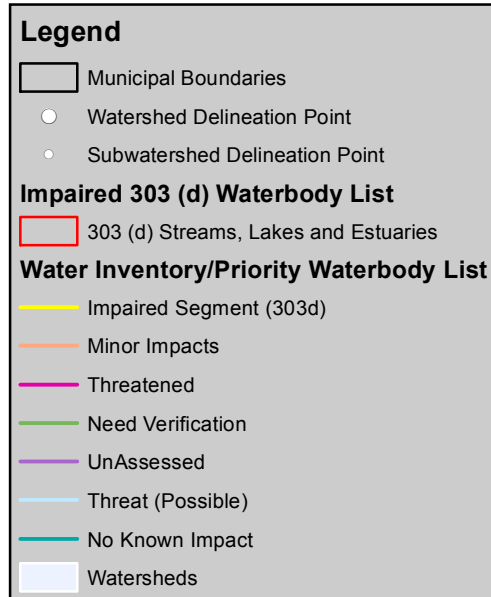 Legend
Municipal Boundaries
Watershed Delineation Point
Subwatershed Delineation Point
Impaired 303 (d) Waterbody List
303 (d) Streams, Lakes and Estuaries
Water Inventory/Priority Waterbody List
Impaired Segment (303d)
Minor Impacts
Threatened
Need Verification
UnAssessed
Threat (Possible)
No Known Impact
Watersheds